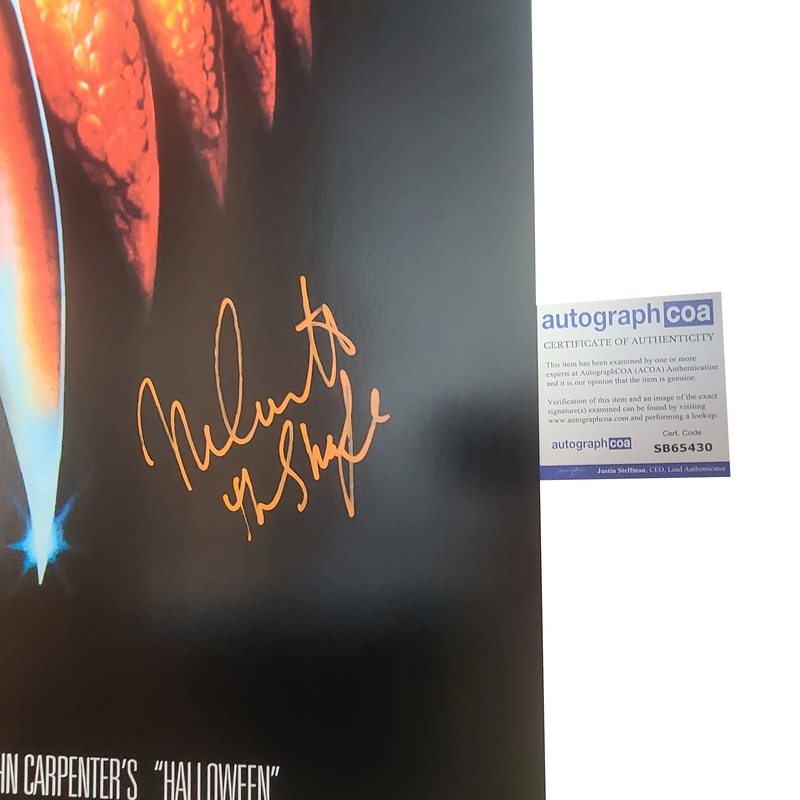 The Shape
autographcoa
CERTIFICATE OF AUTHENTICITY
This item has been examined by one or more
experts at AutographCOA (ACOA) Authentication
and it is our opinion that the item is genuine.
Verification of this item and an image of the exact
signature(s) examined can be found by visiting
www.autographcoa.com and performing a lookup.
autographcoa
Cert. Code
SB65430
Justin Steffman, CEO, Lead Authenticator
HN CARPENTER'S "HALLOWEEN"